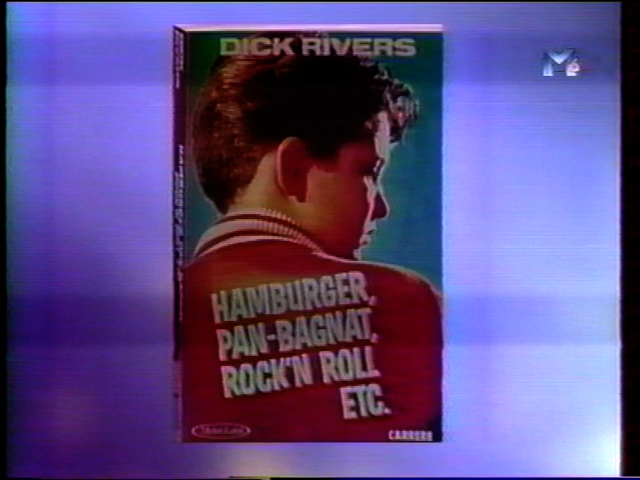 DICK RIVERS
HAMBURGER,
PAN-BAGNAT,
ROCK'N ROLL
ETC.
CARRERE